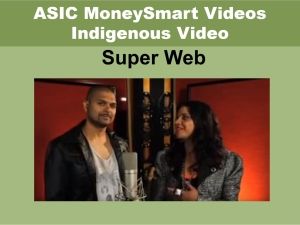 ASIC MoneySmart Videos
Indigenous Video
Super Web